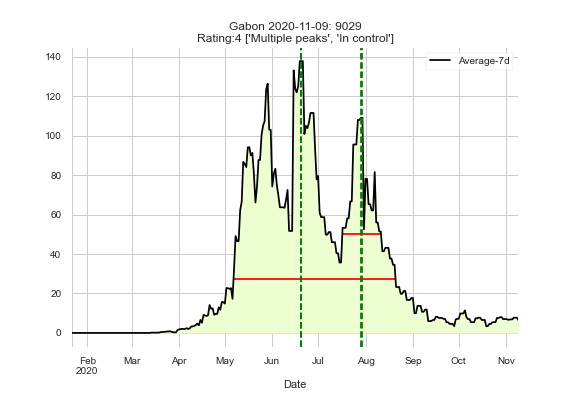 Gabon 2020-11-09: 9029
Rating:4 ['Multiple peaks', 'In control']
Average-7d
140
120
100
80
60
40
20
0
Feb Mar Apr May Jun Jul Aug Sep Oct Nov
2020
Date